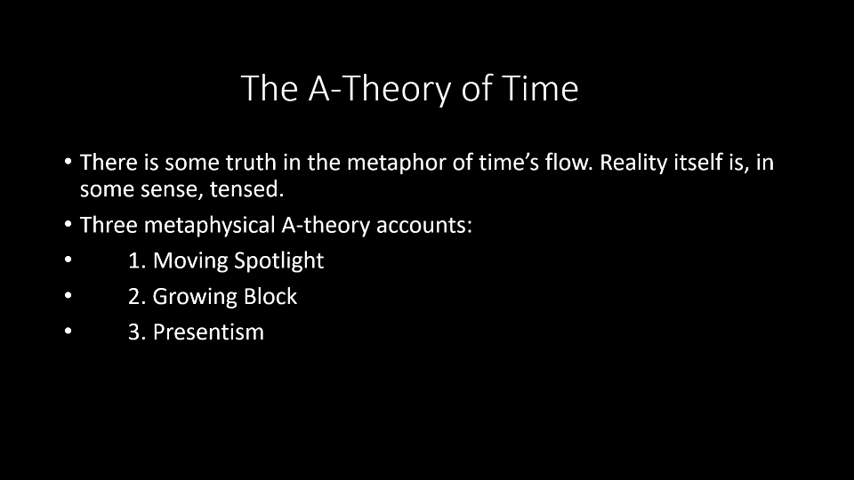 The A-Theory of Time
• There is some truth in the metaphor of time’s flow. Reality itself is, in
some sense, tensed.
• Three metaphysical A-theory accounts:
• 1. Moving Spotlight
• 2. Growing Block
• 3. Presentism